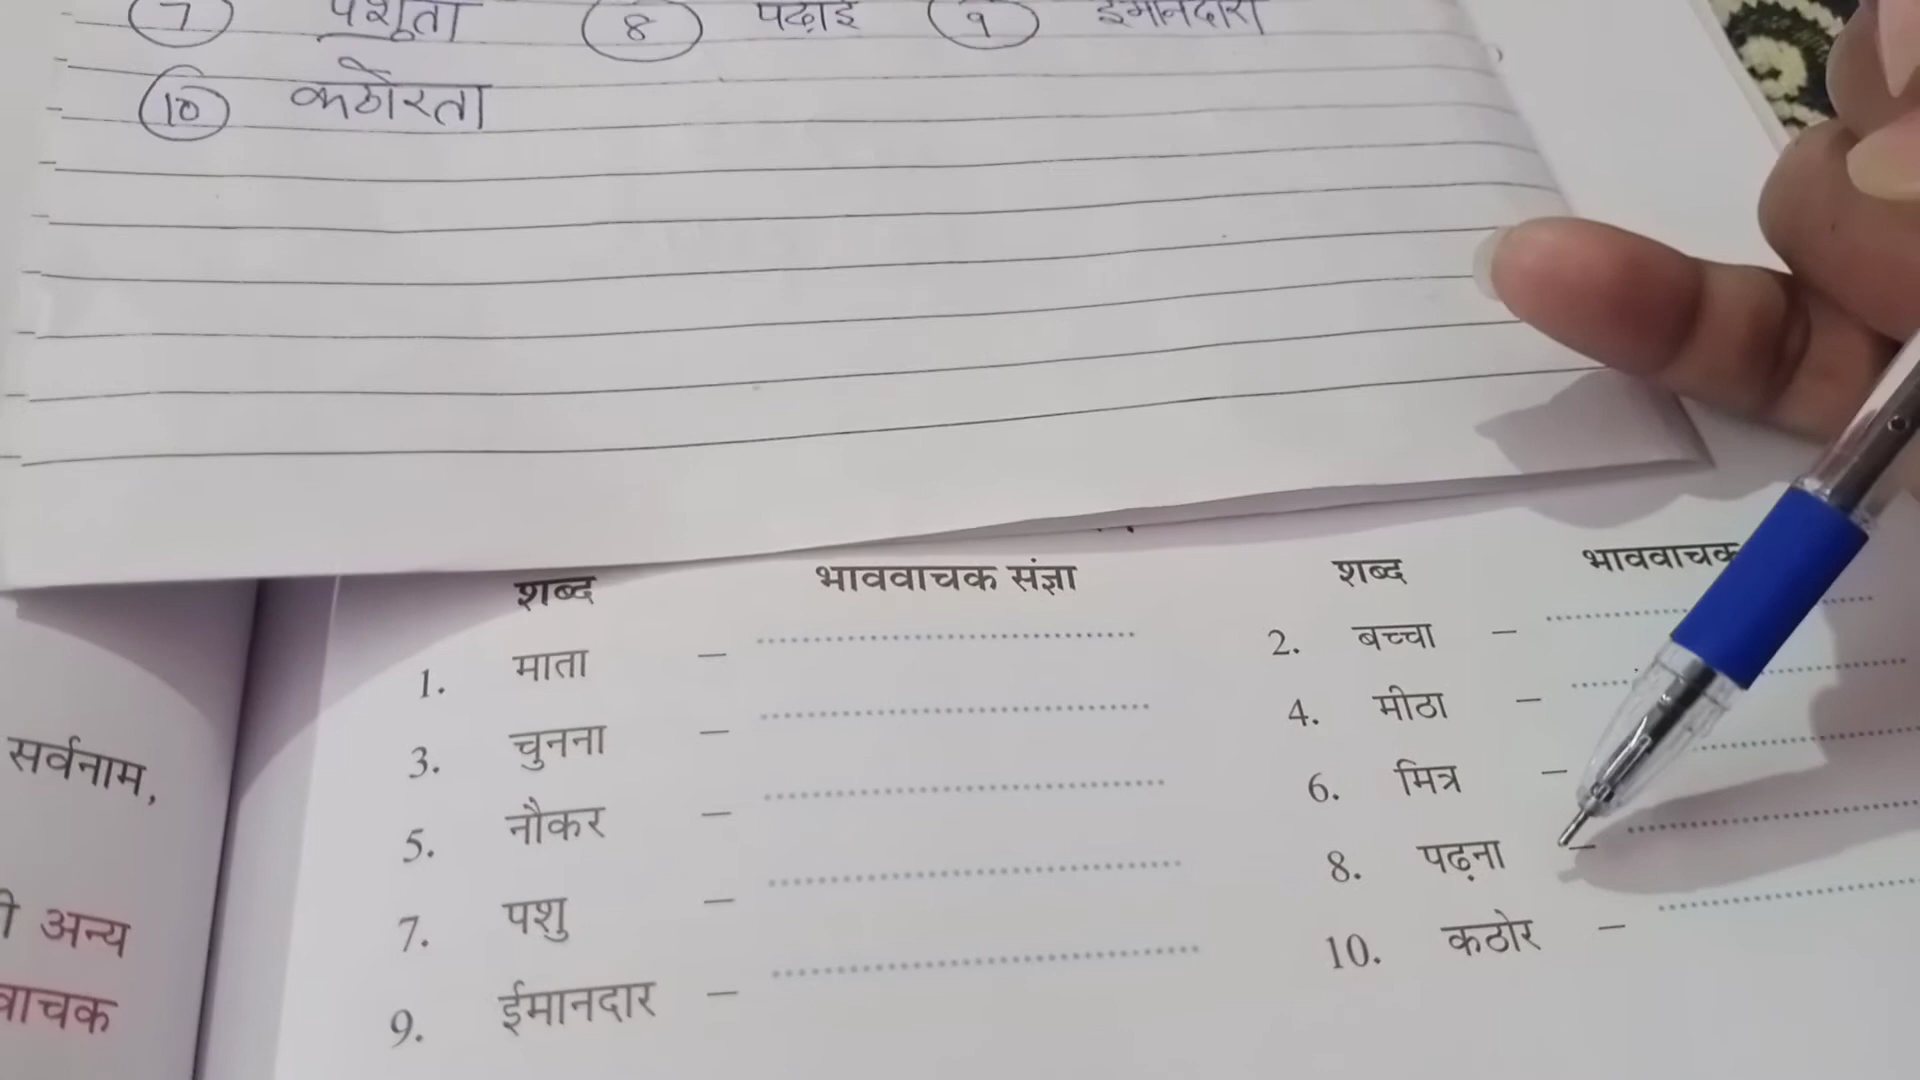 7 पशुता 8 पढ़ाई 9 ईमानदारी
10 कठोरता
शब्द भाववाचक संज्ञा शब्द भाववाचक
1. माता – 2. बच्चा –
3. चुनना – 4. मीठा –
5. नौकर – 6. मित्र –
7. पशु – 8. पढ़ना –
9. ईमानदार – 10. कठोर –
सर्वनाम,
अन्य
वाचक